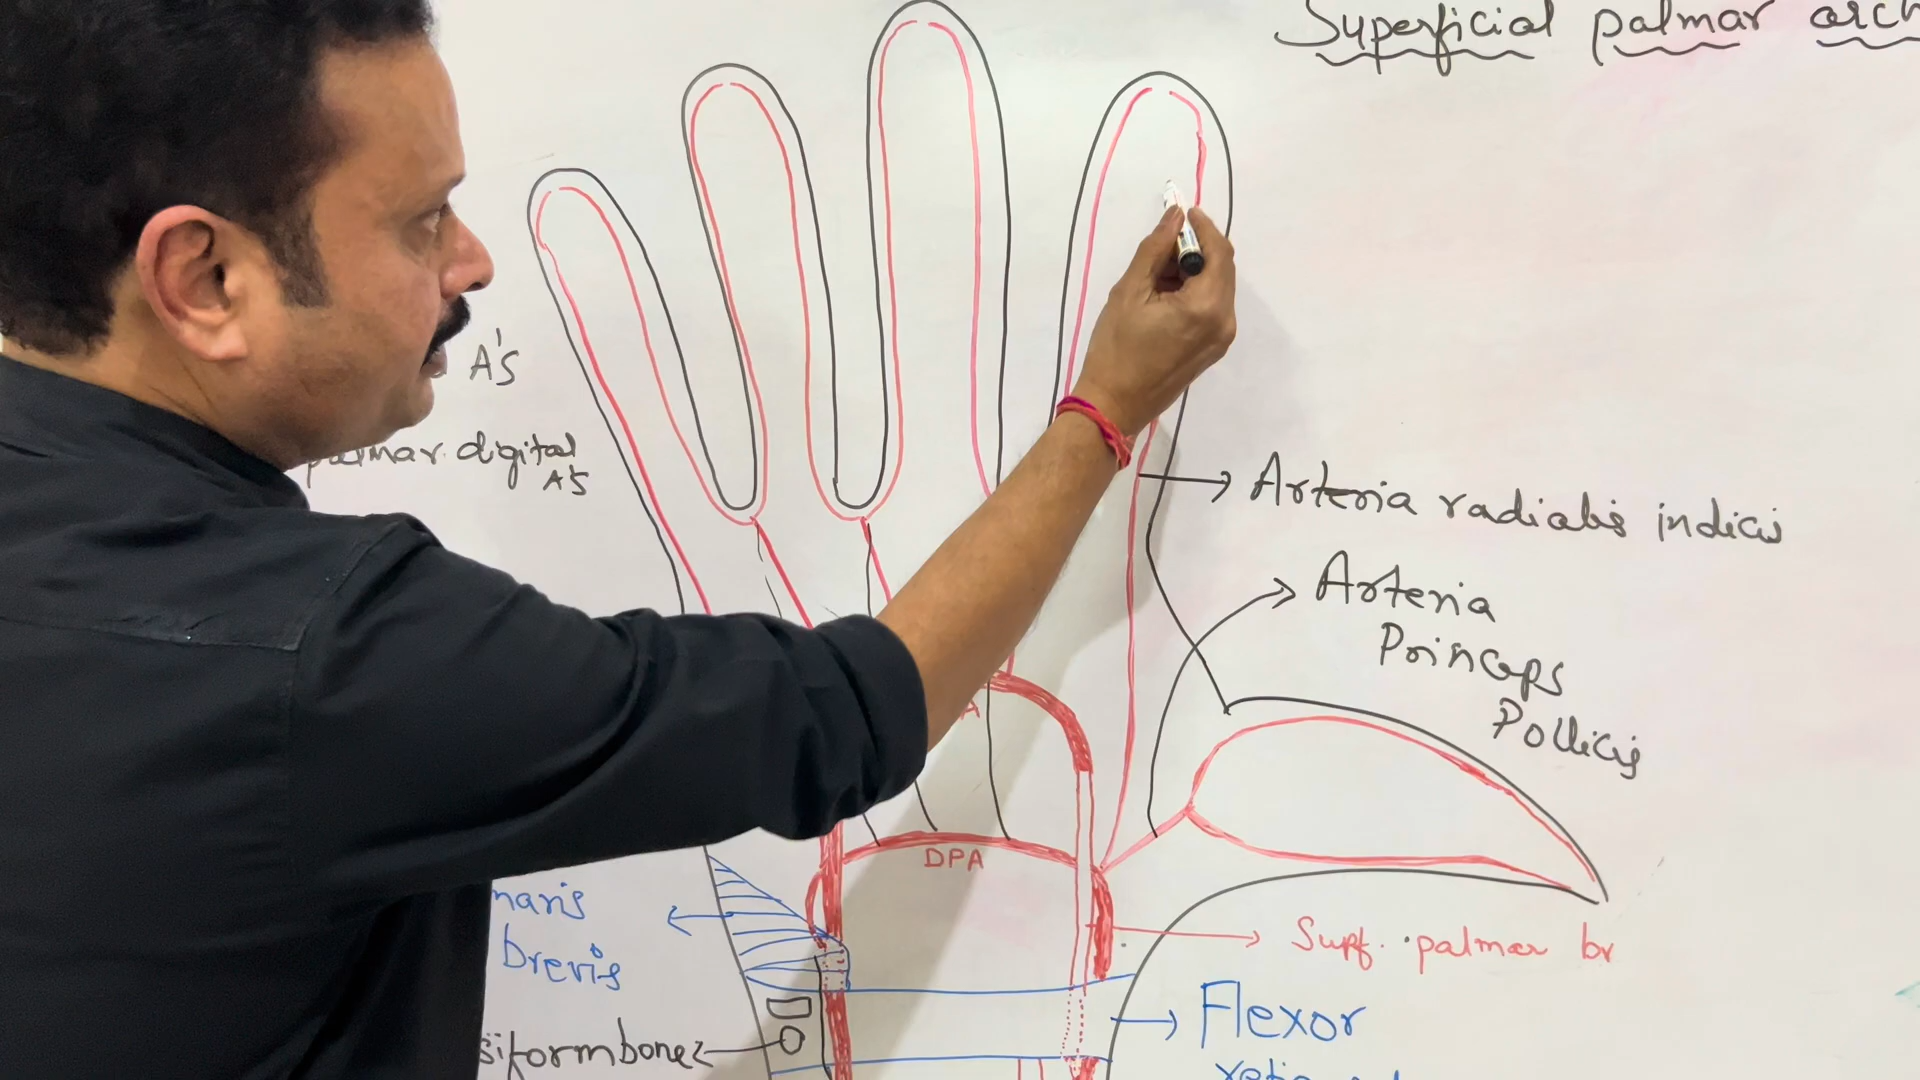 Superficial palmar arch
A's
palmar digital
A's
Arteria radialis indicis
Arteria
Princeps
Pollicis
A
DPA
maris
brevis
Supf. palmar br
siform bone
Flexor